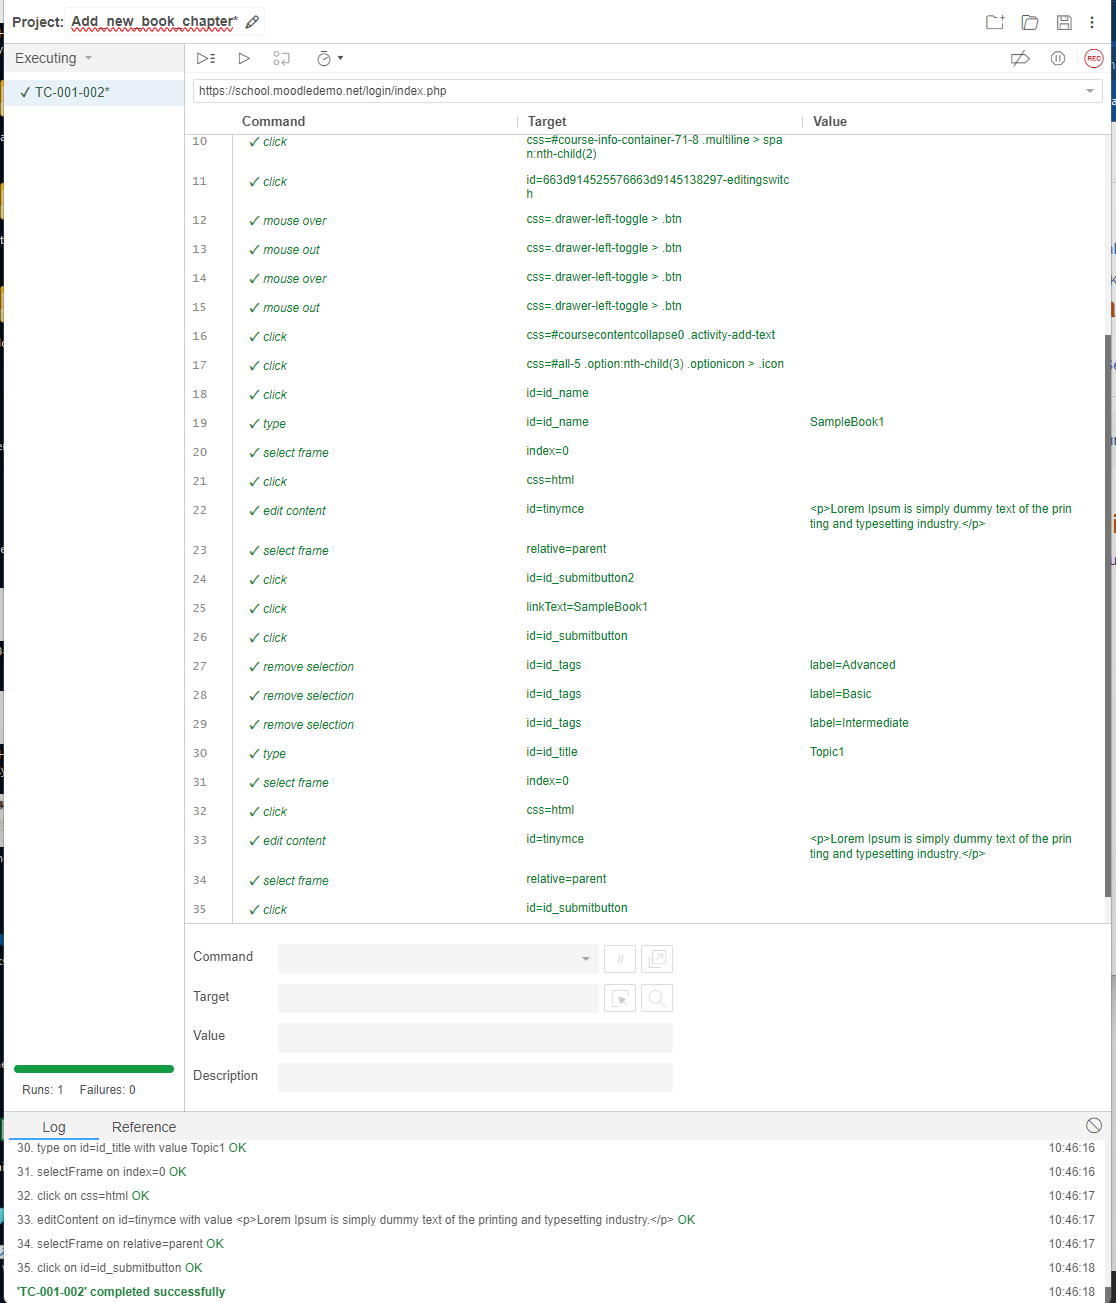 Project: Add_new_book_chapter*
Executing
REC
✓ TC-001-002*
https://school.moodledemo.net/login/index.php
Command Target Value
10 ✓ click css=#course-info-container-71-8 .multiline > spa
n:nth-child(2)
11 ✓ click id=663d914525576663d9145138297-editingswitc
h
12 ✓ mouse over css=.drawer-left-toggle > .btn
13 ✓ mouse out css=.drawer-left-toggle > .btn
14 ✓ mouse over css=.drawer-left-toggle > .btn
15 ✓ mouse out css=.drawer-left-toggle > .btn
16 ✓ click css=#coursecontentcollapse0 .activity-add-text
17 ✓ click css=#all-5 .option:nth-child(3) .optionicon > .icon
18 ✓ click id=id_name
19 ✓ type id=id_name SampleBook1
20 ✓ select frame index=0
21 ✓ click css=html
22 ✓ edit content id=tinymce <p>Lorem Ipsum is simply dummy text of the prin
ting and typesetting industry.</p>
23 ✓ select frame relative=parent
24 ✓ click id=id_submitbutton2
25 ✓ click linkText=SampleBook1
26 ✓ click id=id_submitbutton
27 ✓ remove selection id=id_tags label=Advanced
28 ✓ remove selection id=id_tags label=Basic
29 ✓ remove selection id=id_tags label=Intermediate
30 ✓ type id=id_title Topic1
31 ✓ select frame index=0
32 ✓ click css=html
33 ✓ edit content id=tinymce <p>Lorem Ipsum is simply dummy text of the prin
ting and typesetting industry.</p>
34 ✓ select frame relative=parent
35 ✓ click id=id_submitbutton
Command //
Target
Value
Description
Runs: 1 Failures: 0
Log Reference
30. type on id=id_title with value Topic1 OK 10:46:16
31. selectFrame on index=0 OK 10:46:16
32. click on css=html OK 10:46:17
33. editContent on id=tinymce with value <p>Lorem Ipsum is simply dummy text of the printing and typesetting industry.</p> OK 10:46:17
34. selectFrame on relative=parent OK 10:46:17
35. click on id=id_submitbutton OK 10:46:18
'TC-001-002' completed successfully 10:46:18